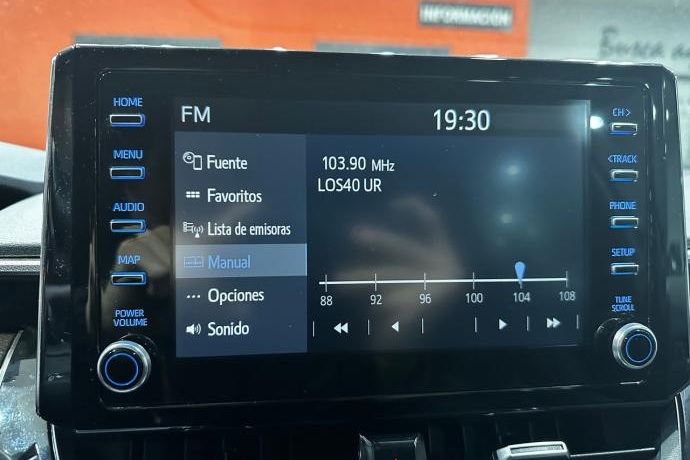 INFORMACIÓN
Busca a
HOME
MENU
AUDIO
MAP
POWER
VOLUME
FM
19:30
Fuente
Favoritos
Lista de emisoras
Manual
Opciones
Sonido
103.90 MHz
LOS40 UR
88 92 96 100 104 108
CH >
< TRACK
PHONE
SETUP
TUNE
SCROLL